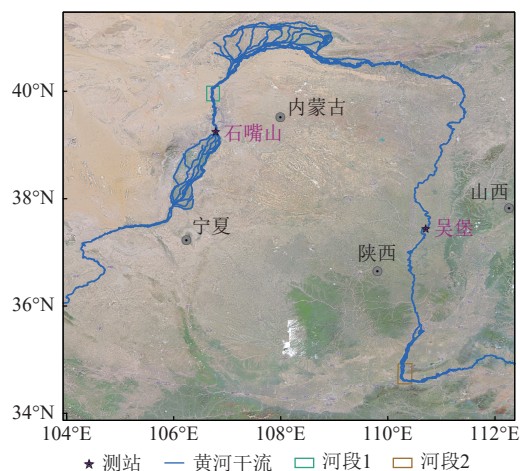 40°N
内蒙古
石嘴山
38°N
山西
宁夏
吴堡
陕西
36°N
34°N
104°E 106°E 108°E 110°E 112°E
测站 黄河干流 河段1 河段2